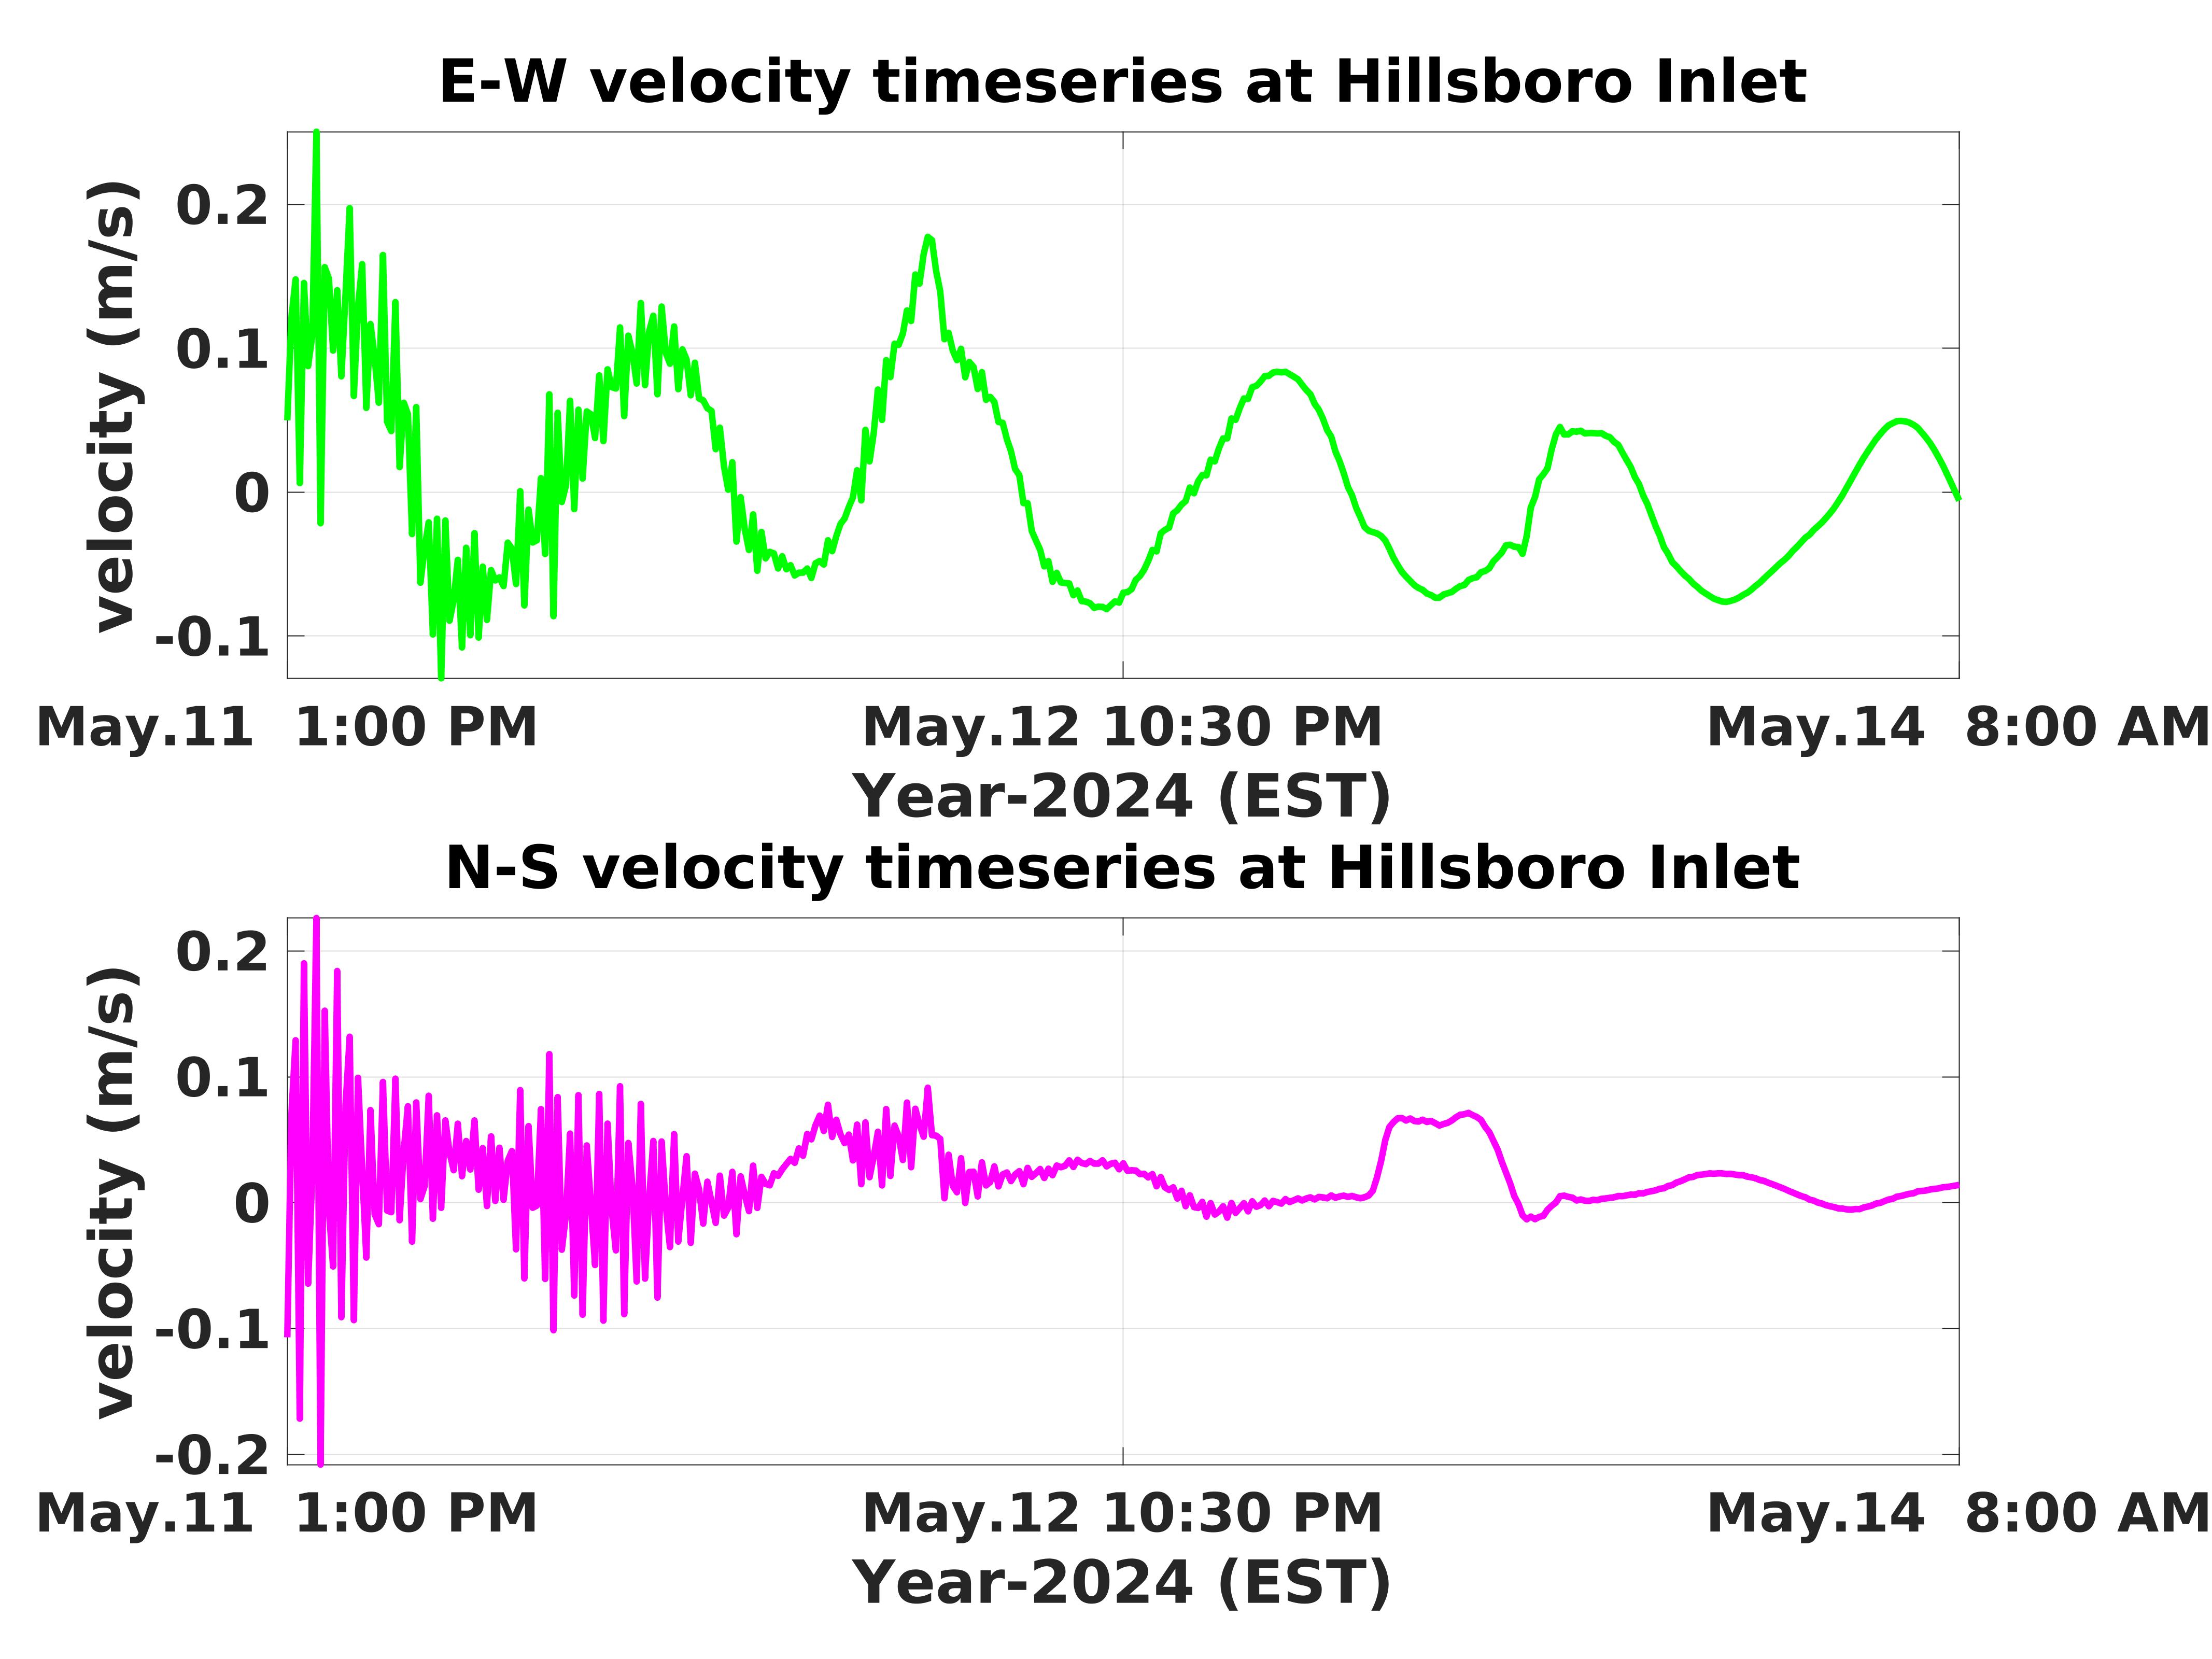 E-W velocity timeseries at Hillsboro Inlet
velocity (m/s)
0.2
0.1
0
-0.1
May.11  1:00 PM
May.12 10:30 PM
May.14  8:00 AM
Year-2024 (EST)
N-S velocity timeseries at Hillsboro Inlet
velocity (m/s)
0.2
0.1
0
-0.1
-0.2
May.11  1:00 PM
May.12 10:30 PM
May.14  8:00 AM
Year-2024 (EST)